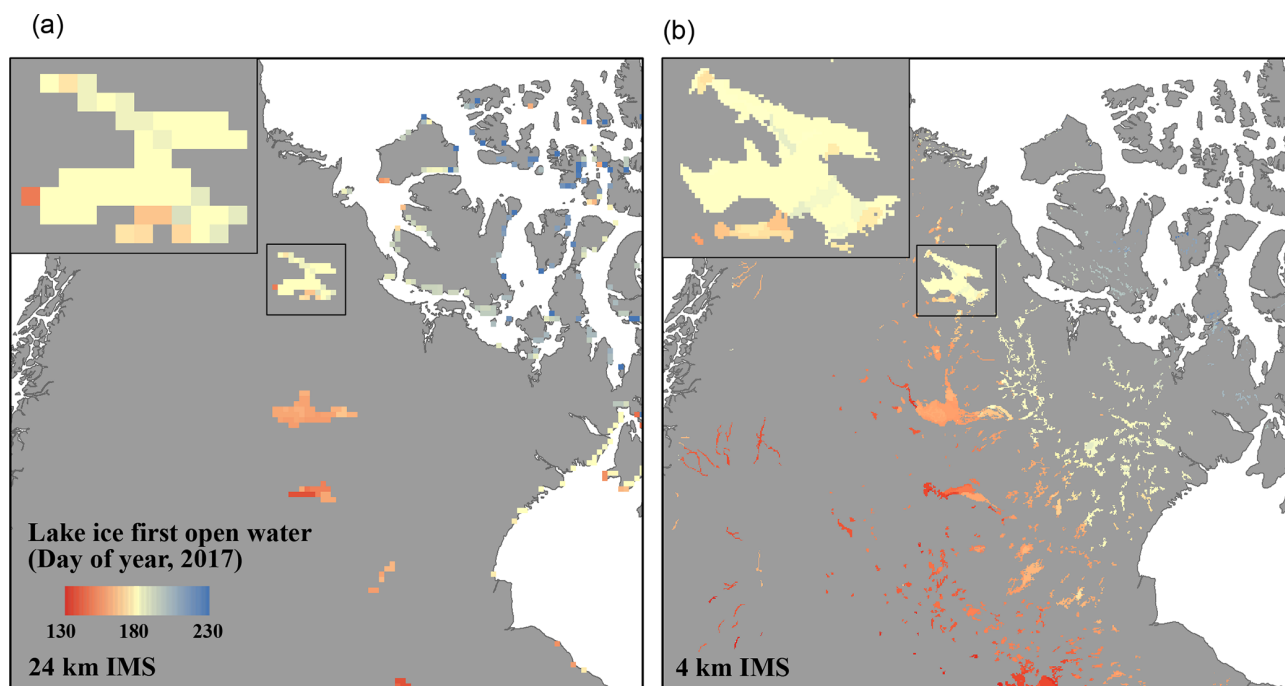 (a)
(b)
Lake ice first open water
(Day of year, 2017)
130 180 230
24 km IMS
4 km IMS